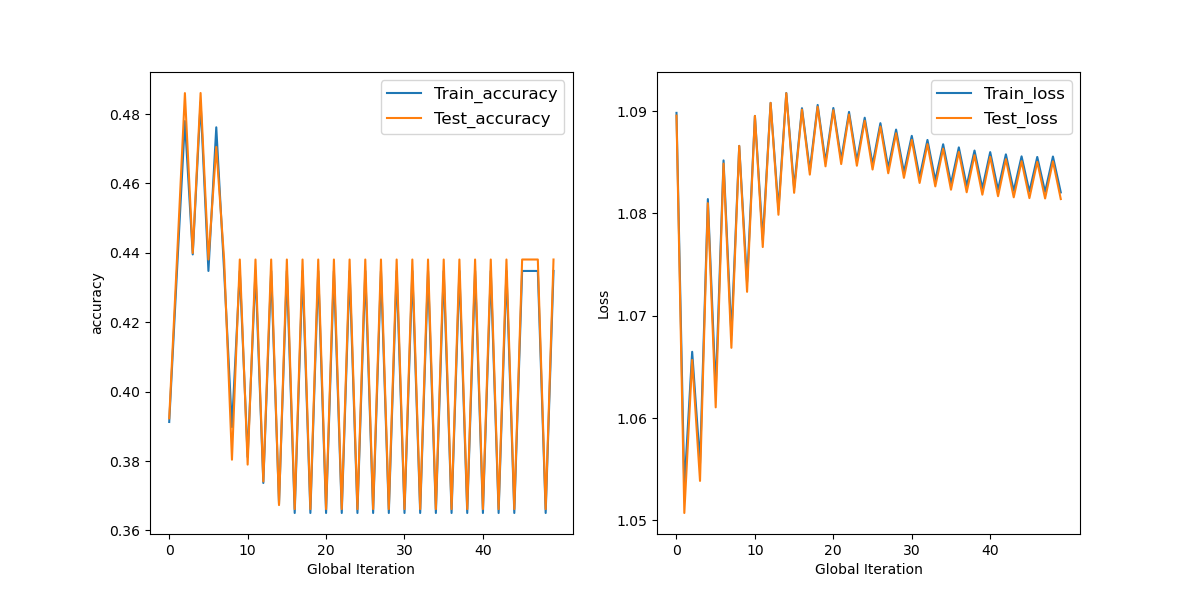 Train_accuracy
Test_accuracy
0.48
0.46
0.44
0.42
0.40
0.38
0.36
accuracy
0
10
20
30
40
Global Iteration
Train_loss
Test_loss
1.09
1.08
1.07
1.06
1.05
Loss
0
10
20
30
40
Global Iteration